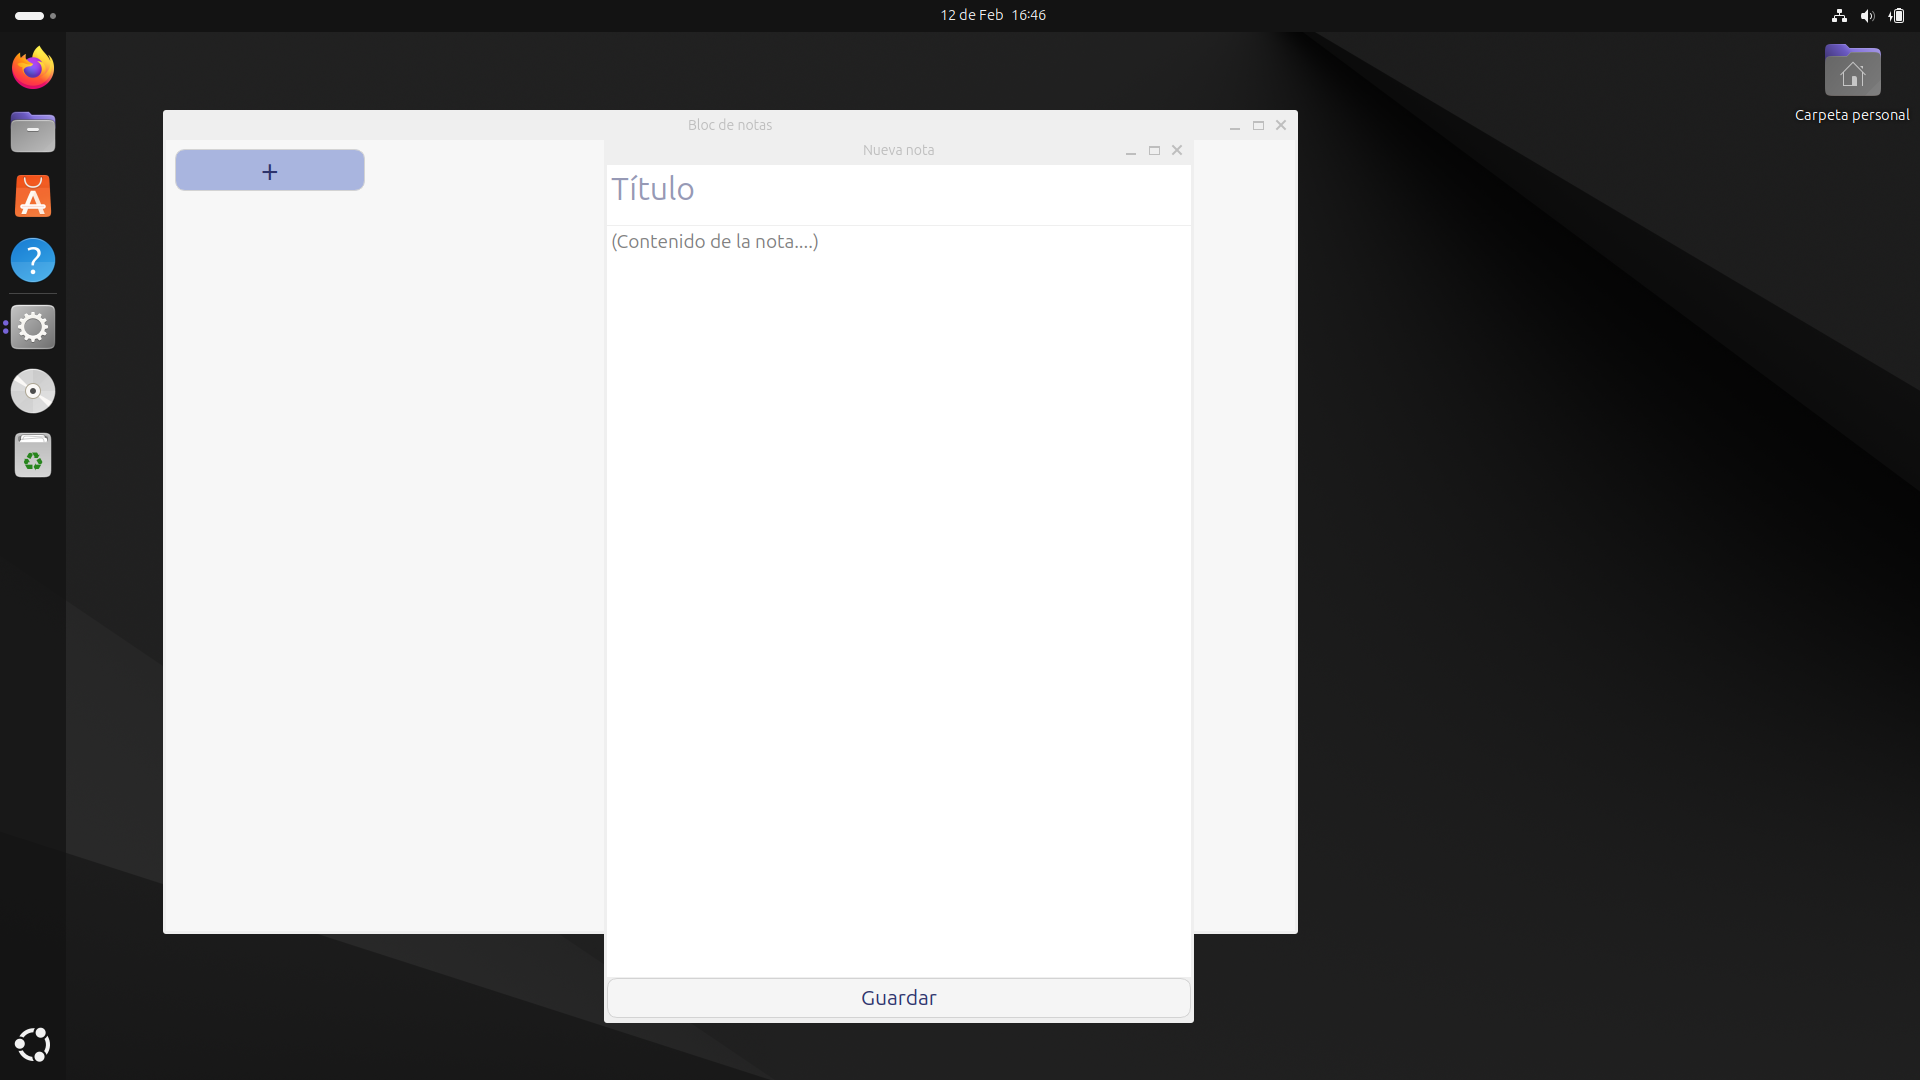 12 de Feb 16:46
Carpeta personal
Bloc de notas
Nueva nota
+
Título
(Contenido de la nota....)
Guardar